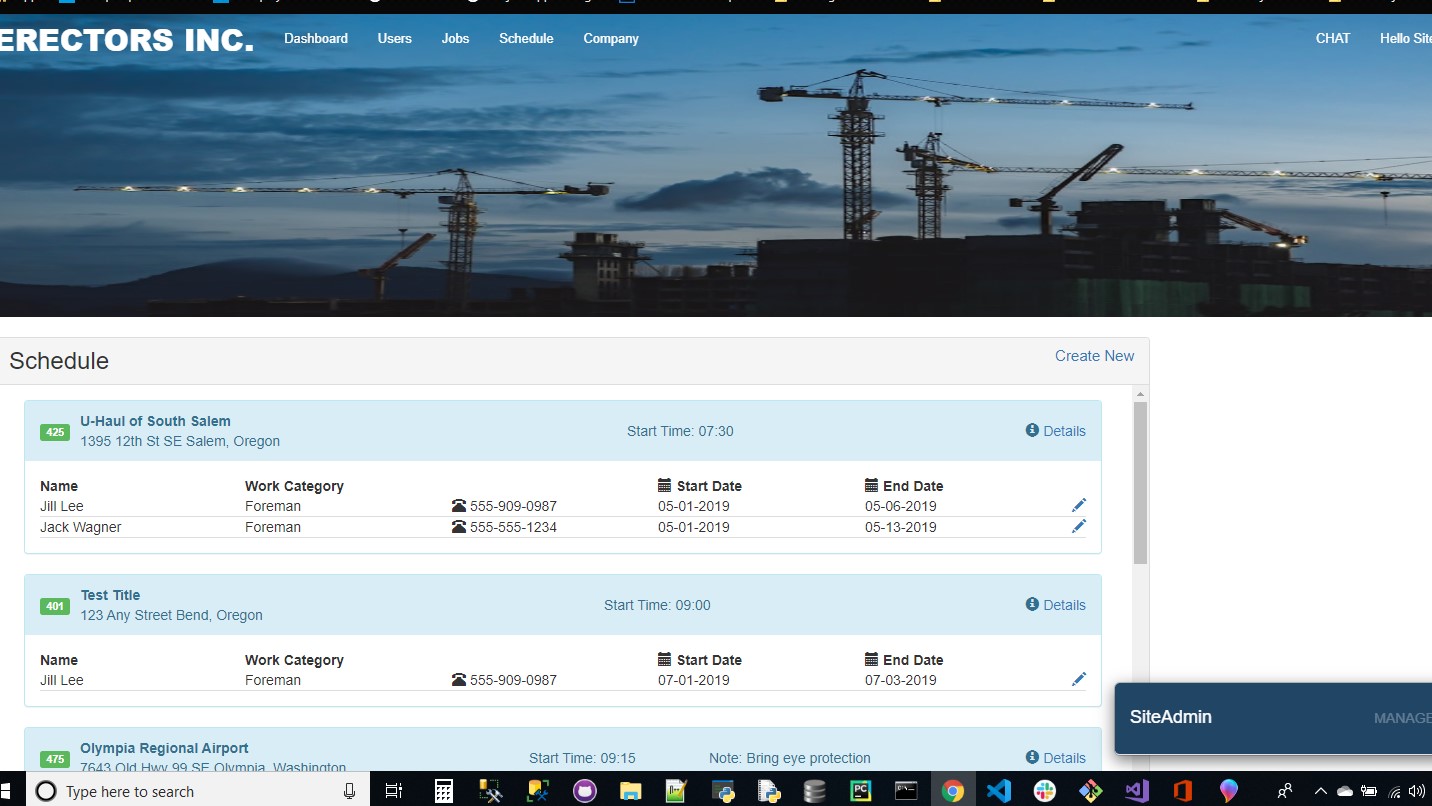 ERECTORS INC. Dashboard Users Jobs Schedule Company CHAT Hello Site
Schedule Create New
425 U-Haul of South Salem Start Time: 07:30 Details
1395 12th St SE Salem, Oregon
Name Work Category Start Date End Date
Jill Lee Foreman 555-909-0987 05-01-2019 05-06-2019
Jack Wagner Foreman 555-555-1234 05-01-2019 05-13-2019
401 Test Title Start Time: 09:00 Details
123 Any Street Bend, Oregon
Name Work Category Start Date End Date
Jill Lee Foreman 555-909-0987 07-01-2019 07-03-2019
SiteAdmin MANAGE
475 Olympia Regional Airport Start Time: 09:15 Note: Bring eye protection Details
7643 Old Hwy 99 SE Olympia, Washington
Type here to search PC